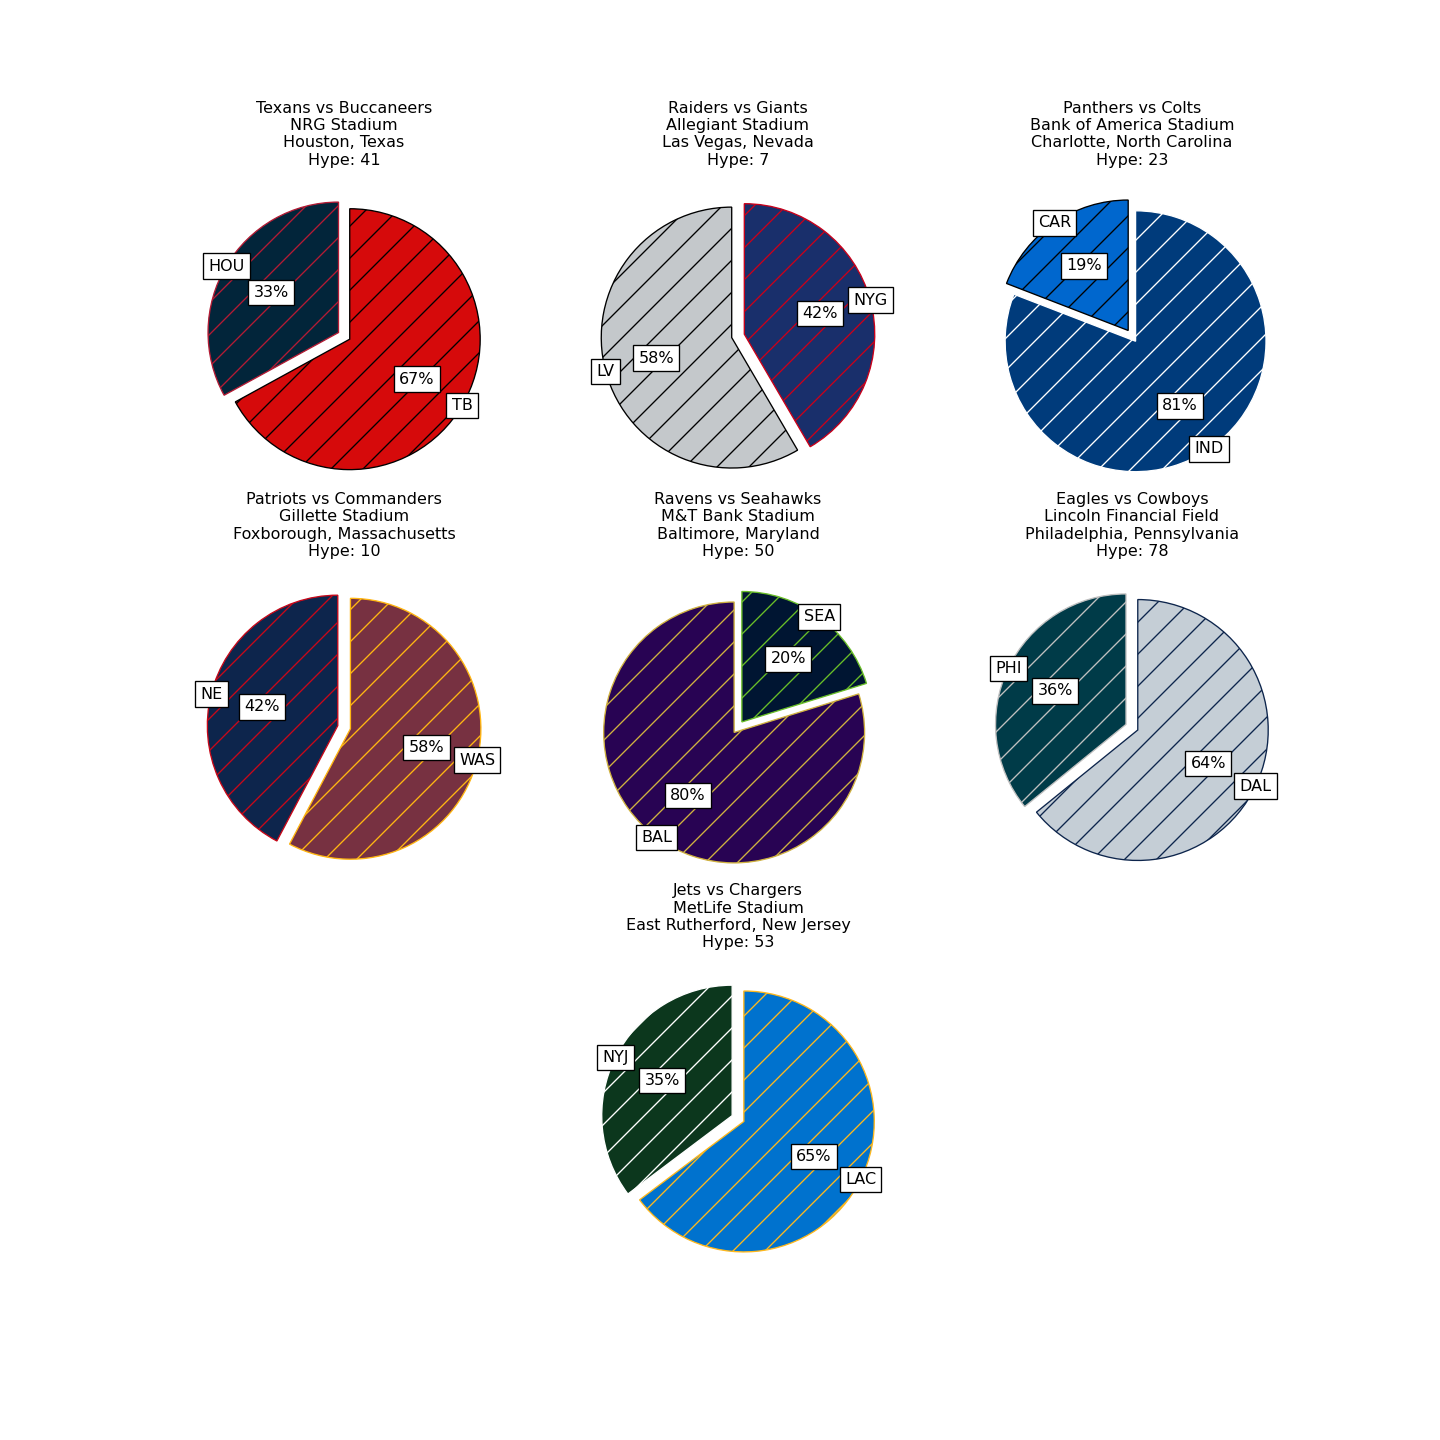 Texans vs Buccaneers
NRG Stadium
Houston, Texas
Hype: 41
HOU
33%
67%
TB
Raiders vs Giants
Allegiant Stadium
Las Vegas, Nevada
Hype: 7
NYG
42%
58%
LV
Panthers vs Colts
Bank of America Stadium
Charlotte, North Carolina
Hype: 23
CAR
19%
81%
IND
Patriots vs Commanders
Gillette Stadium
Foxborough, Massachusetts
Hype: 10
NE
42%
58%
WAS
Ravens vs Seahawks
M&T Bank Stadium
Baltimore, Maryland
Hype: 50
SEA
20%
80%
BAL
Eagles vs Cowboys
Lincoln Financial Field
Philadelphia, Pennsylvania
Hype: 78
PHI
36%
64%
DAL
Jets vs Chargers
MetLife Stadium
East Rutherford, New Jersey
Hype: 53
NYJ
35%
65%
LAC